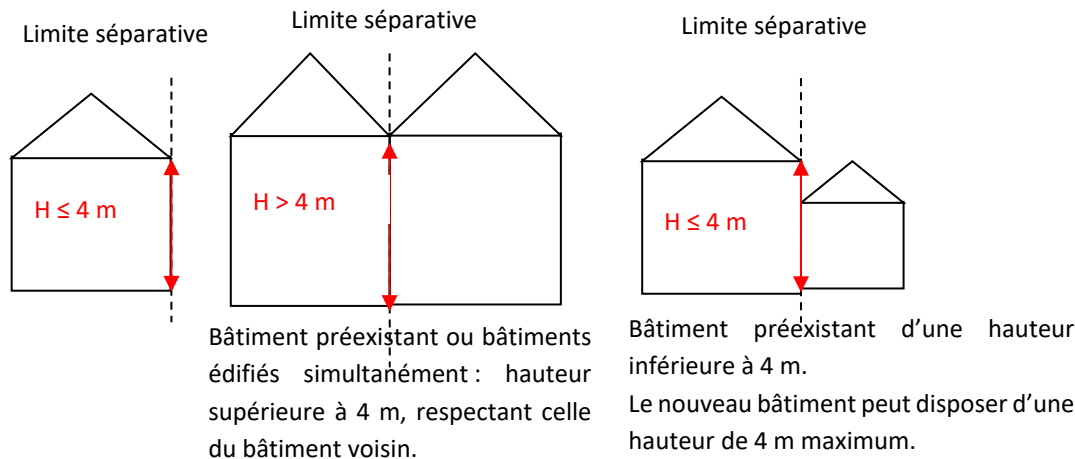 Limite séparative
Limite séparative
Limite séparative
H ≤ 4 m
H > 4 m
H ≤ 4 m
Bâtiment préexistant ou bâtiments
édifiés simultanément : hauteur
supérieure à 4 m, respectant celle
du bâtiment voisin.
Bâtiment préexistant d’une hauteur
inférieure à 4 m.
Le nouveau bâtiment peut disposer d’une
hauteur de 4 m maximum.